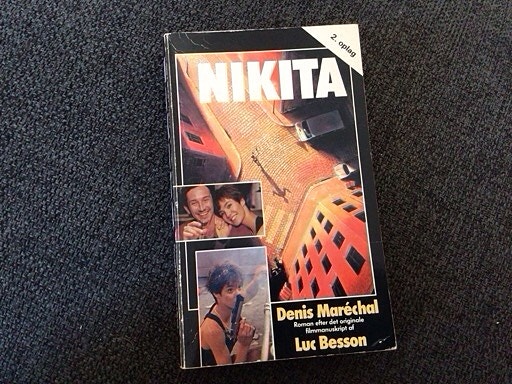 2. oplag
NIKITA
Denis Maréchal
Roman efter det originale
filmmanuskript af
Luc Besson